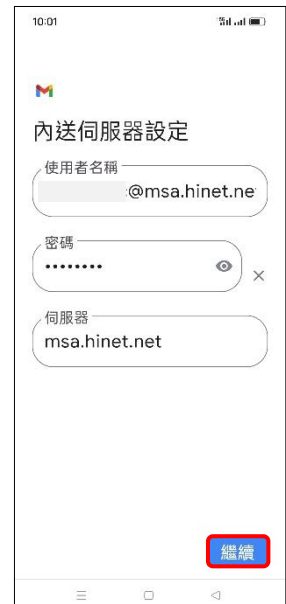 10:01
內送伺服器設定
使用者名稱
@msa.hinet.ne
密碼
••••••••
伺服器
msa.hinet.net
繼續